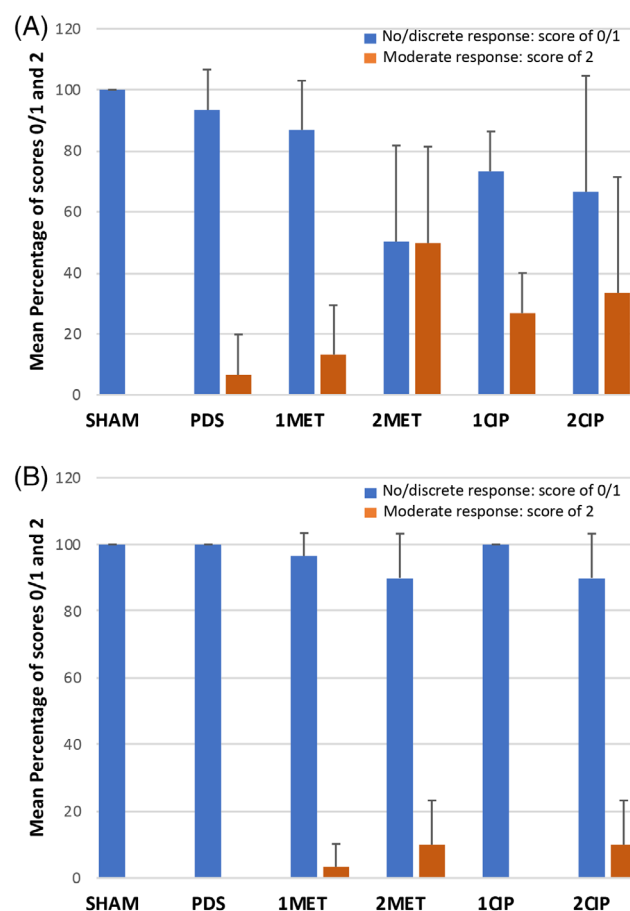 (A)
120
No/discrete response: score of 0/1
Moderate response: score of 2
100
80
60
40
20
0
Mean Percentage of scores 0/1 and 2
SHAM PDS 1MET 2MET 1CIP 2CIP
(B)
120
No/discrete response: score of 0/1
Moderate response: score of 2
100
80
60
40
20
0
Mean Percentage of scores 0/1 and 2
SHAM PDS 1MET 2MET 1CIP 2CIP